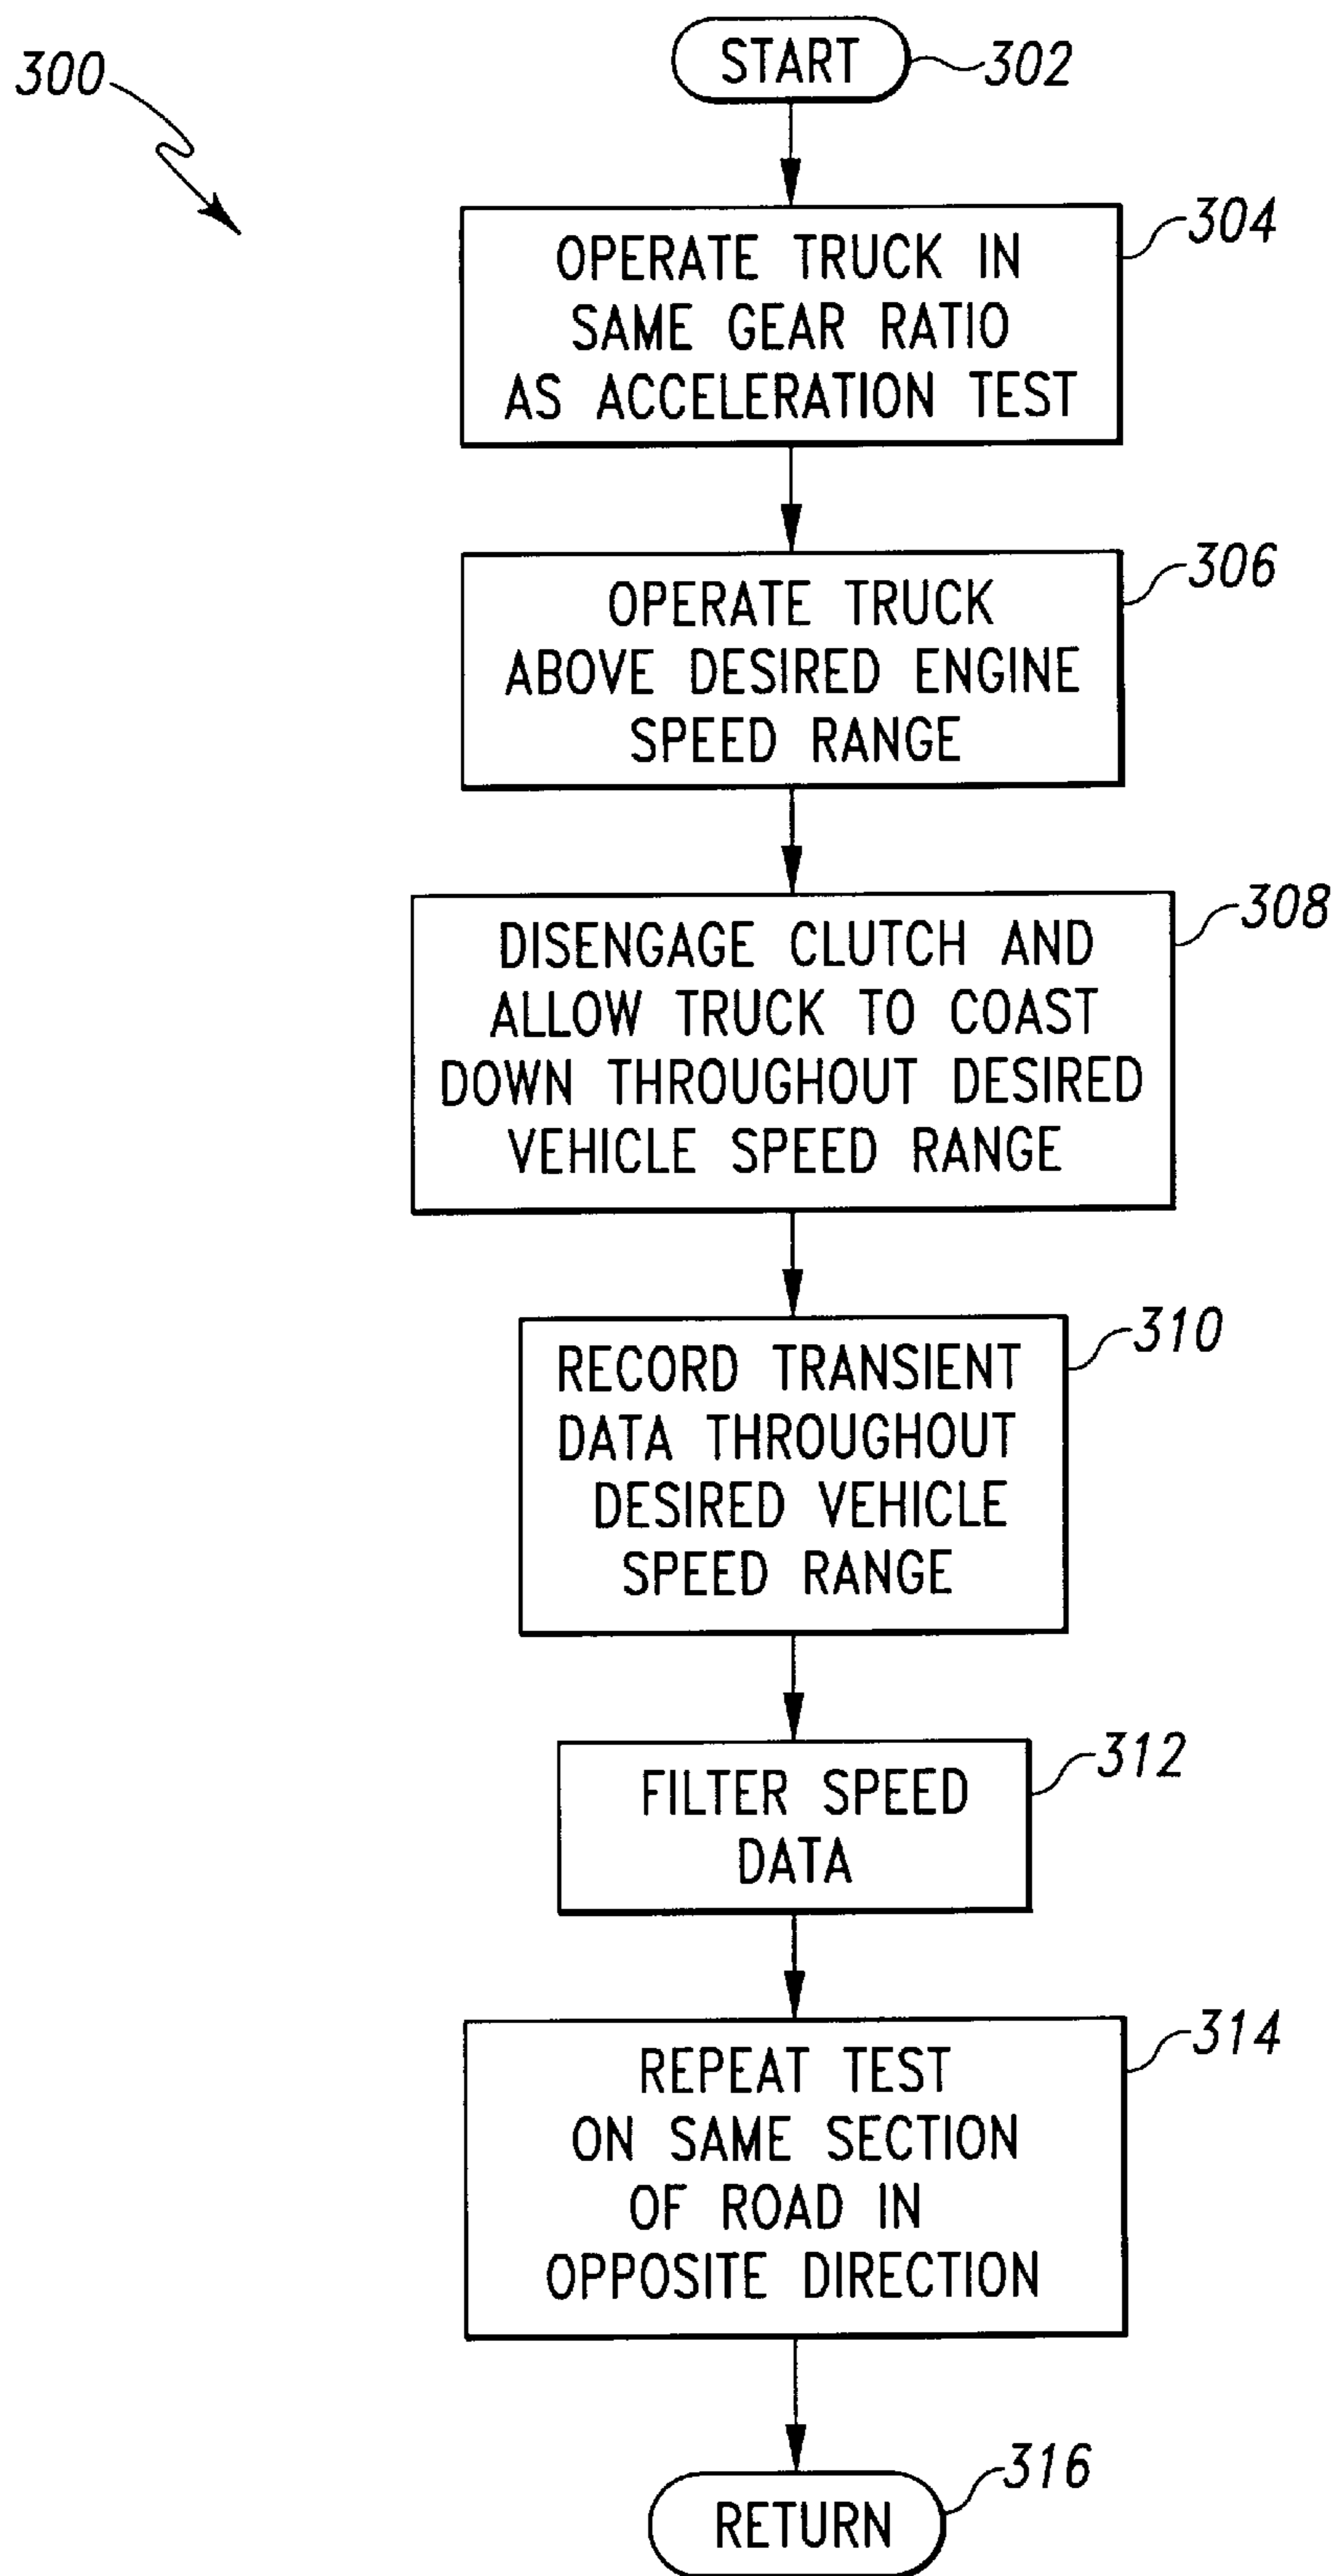 300
START
302
OPERATE TRUCK IN
SAME GEAR RATIO
AS ACCELERATION TEST
304
OPERATE TRUCK
ABOVE DESIRED ENGINE
SPEED RANGE
306
DISENGAGE CLUTCH AND
ALLOW TRUCK TO COAST
DOWN THROUGHOUT DESIRED
VEHICLE SPEED RANGE
308
RECORD TRANSIENT
DATA THROUGHOUT
DESIRED VEHICLE
SPEED RANGE
310
FILTER SPEED
DATA
312
REPEAT TEST
ON SAME SECTION
OF ROAD IN
OPPOSITE DIRECTION
314
RETURN
316